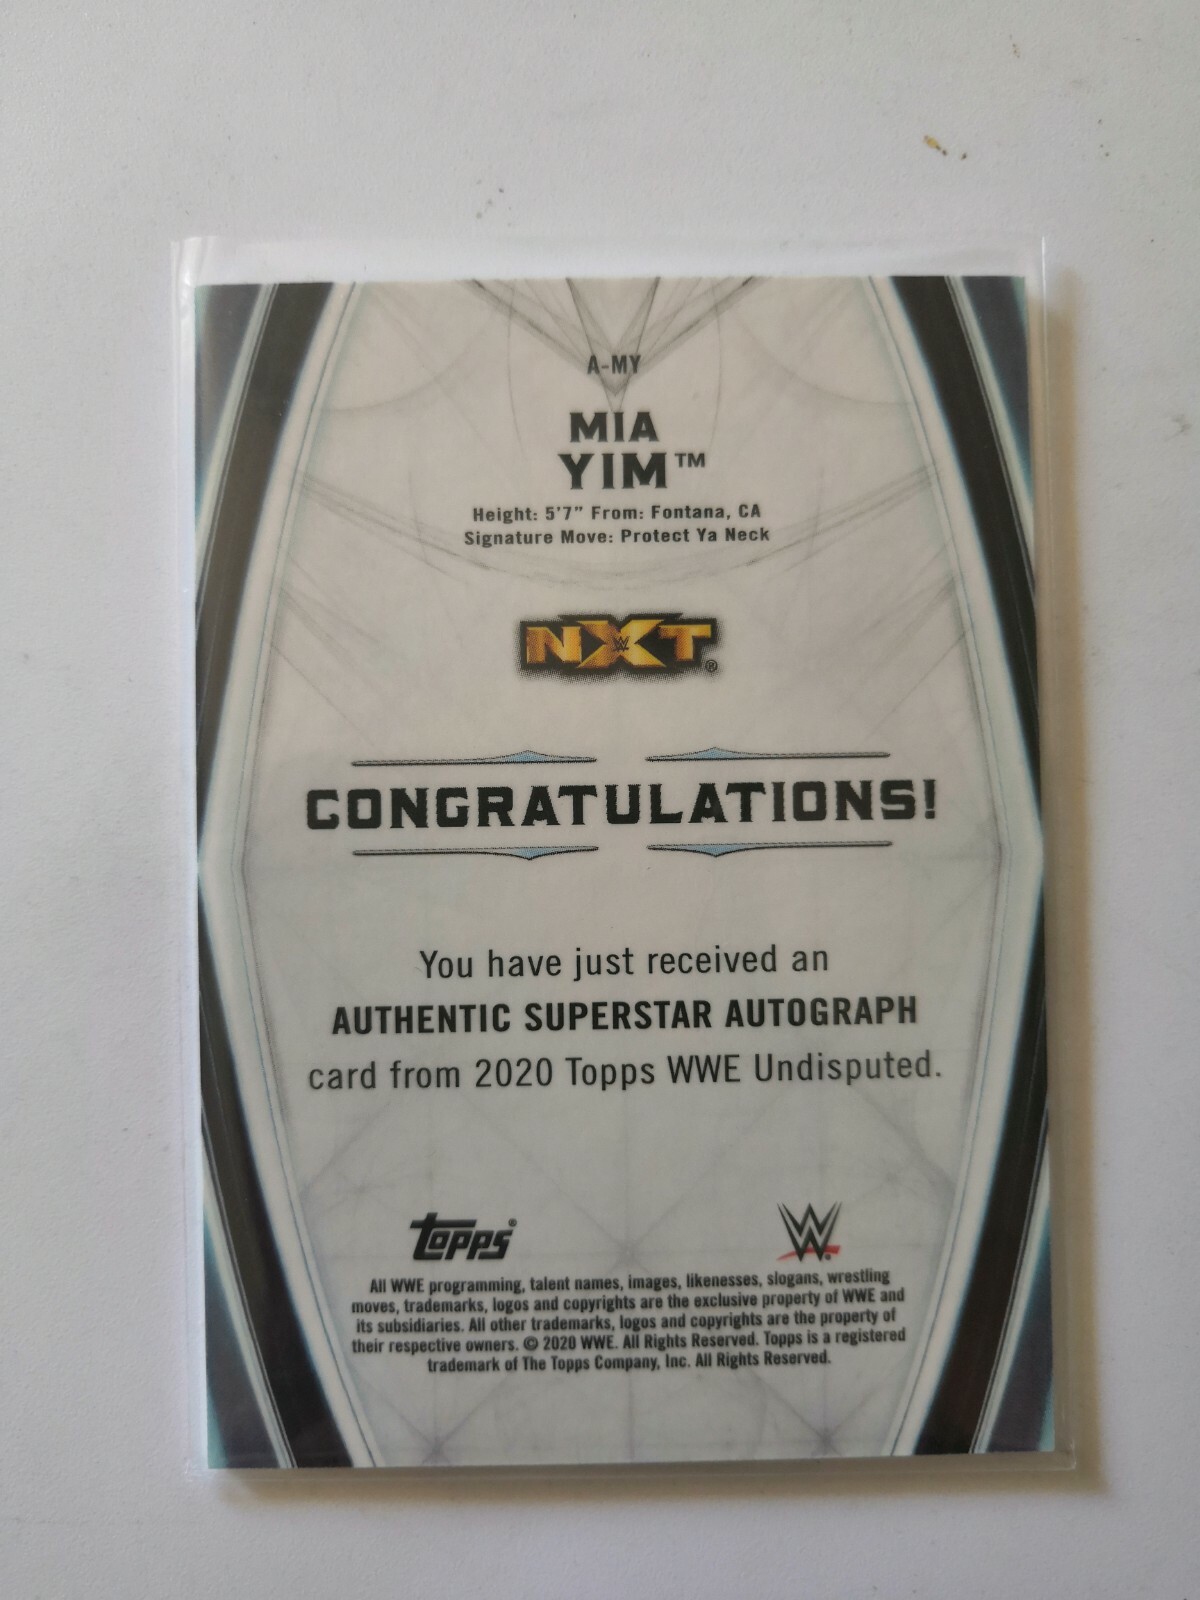 A-MY
MIA
YIM™
Height: 5'7" From: Fontana, CA
Signature Move: Protect Ya Neck
NXT®
CONGRATULATIONS!
You have just received an
AUTHENTIC SUPERSTAR AUTOGRAPH
card from 2020 Topps WWE Undisputed.
topps® W
All WWE programming, talent names, images, likenesses, slogans, wrestling
moves, trademarks, logos and copyrights are the exclusive property of WWE and
its subsidiaries. All other trademarks, logos and copyrights are the property of
their respective owners. © 2020 WWE. All Rights Reserved. Topps is a registered
trademark of The Topps Company, Inc. All Rights Reserved.